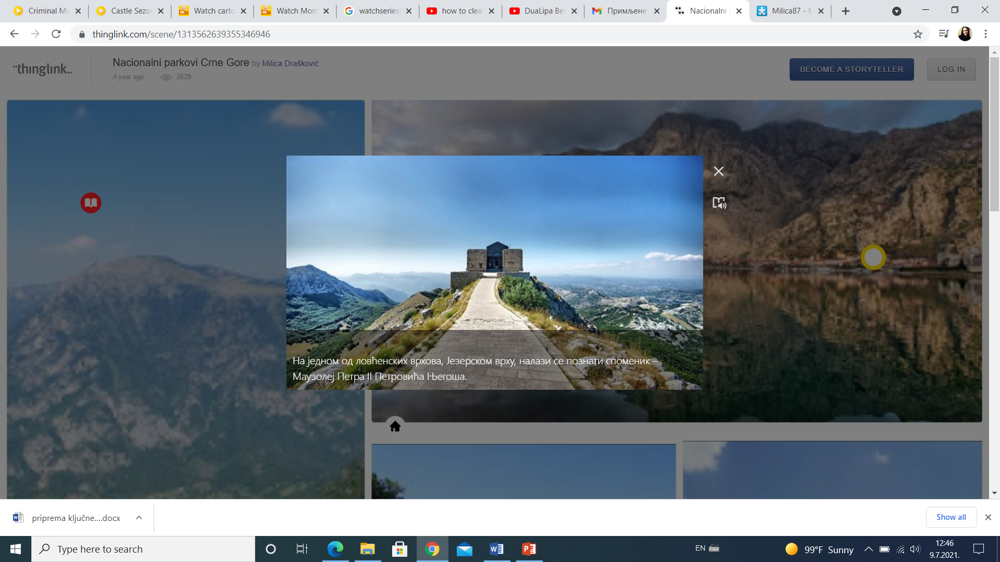 Criminal Mi
Castle Sezo
Watch carto
Watch Mon
watchseries
how to clea
DuaLipa Bes
Примљене
Nacionalni
Milica87 - M
thinglink.com/scene/1313562639355346946
thinglink..
Nacionalni parkovi Crne Gore by Milica Drašković
A year ago 2629
BECOME A STORYTELLER
LOG IN
На једном од ловћенских врхова, Језерском врху, налази се познати споменик –
Маузолеј Петра II Петровића Његоша.
priprema ključne....docx
Show all
Type here to search
EN
99°F Sunny
12:46
9.7.2021.